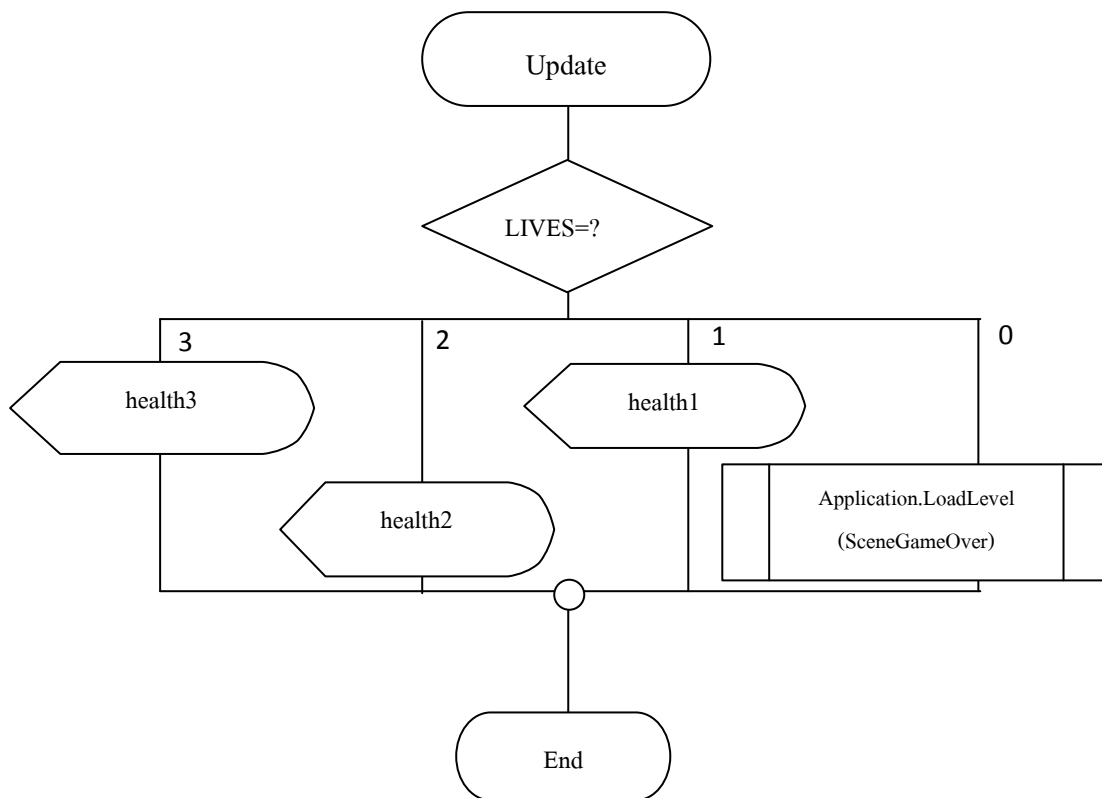 Update
LIVES=?
3
2
1
0
health3
health1
health2
Application.LoadLevel
(SceneGameOver)
End